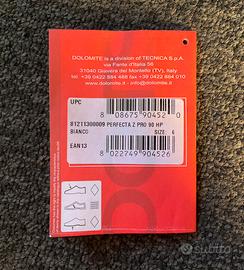 DOLOMITE is a division of TECNICA S.p.A.
via Fante d'Italia 56
31040 Giavera del Montello (TV), Italy
tel +39 0422 884 488 fax +39 0422 884 010
www.dolomite.it - info@dolomite.it
UPC
8 08675 90452 0
81211300009 PERFECTA Z PRO 90 HP
BIANCO SIZE 6
EAN13
8 022749 904526
subito